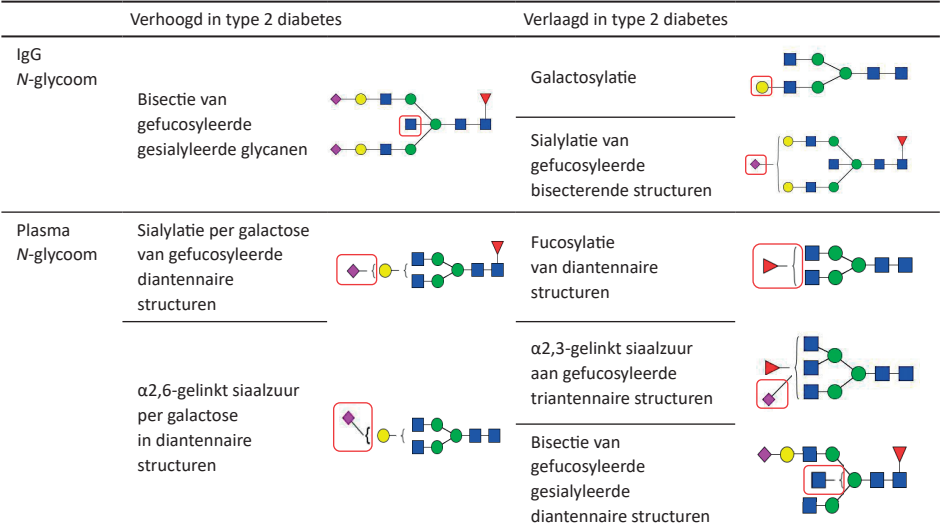 Verhoogd in type 2 diabetes
Verlaagd in type 2 diabetes
IgG
N-glycoom
Bisectie van
gefucosyleerde
gesialyleerde glycanen
Galactosylatie
Sialylatie van
gefucosyleerde
bisecterende structuren
Plasma
N-glycoom
Sialylatie per galactose
van gefucosyleerde
diantennaire
structuren
Fucosylatie
van diantennaire
structuren
α2,6-gelinkt siaalzuur
per galactose
in diantennaire
structuren
α2,3-gelinkt siaalzuur
aan gefucosyleerde
triantennaire structuren
Bisectie van
gefucosyleerde
gesialyleerde
diantennaire structuren